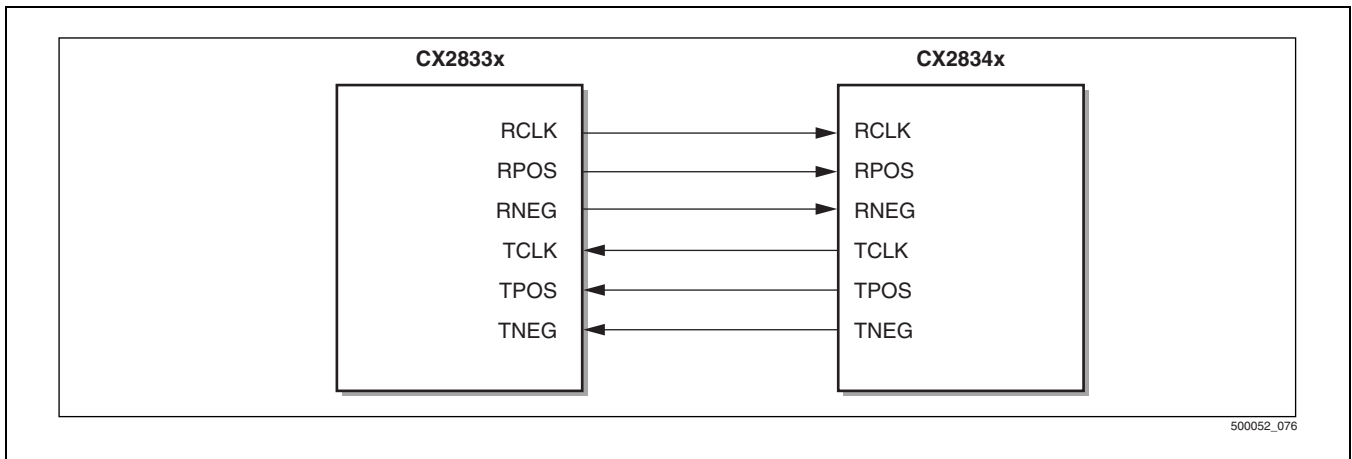 CX2833x CX2834x
RCLK RCLK
RPOS RPOS
RNEG RNEG
TCLK TCLK
TPOS TPOS
TNEG TNEG
500052_076